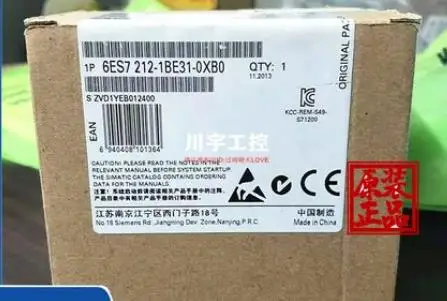 ORIGINAL PA
1P 6ES7 212-1BE31-0XB0
QTY: 1
11.2013
S ZVD1YEB012400
KCC-REM-S49-
S71200
EAN
6 940408 101364
川字工控
CAUTION: PLEASE READ THE NOTES IN THE
RELEVANT MANUAL BEFORE SYSTEM STARTUP.
THE SIMATIC CATALOG CONTAINS ORDERING
DATA FOR THE MANUAL.
江苏南京江宁区西门子路18号
No.18 Siemens Rd.,Jiangning Dev. Zone,Nanjing,P.R.C.
中国制造
Made in China
原装
正品